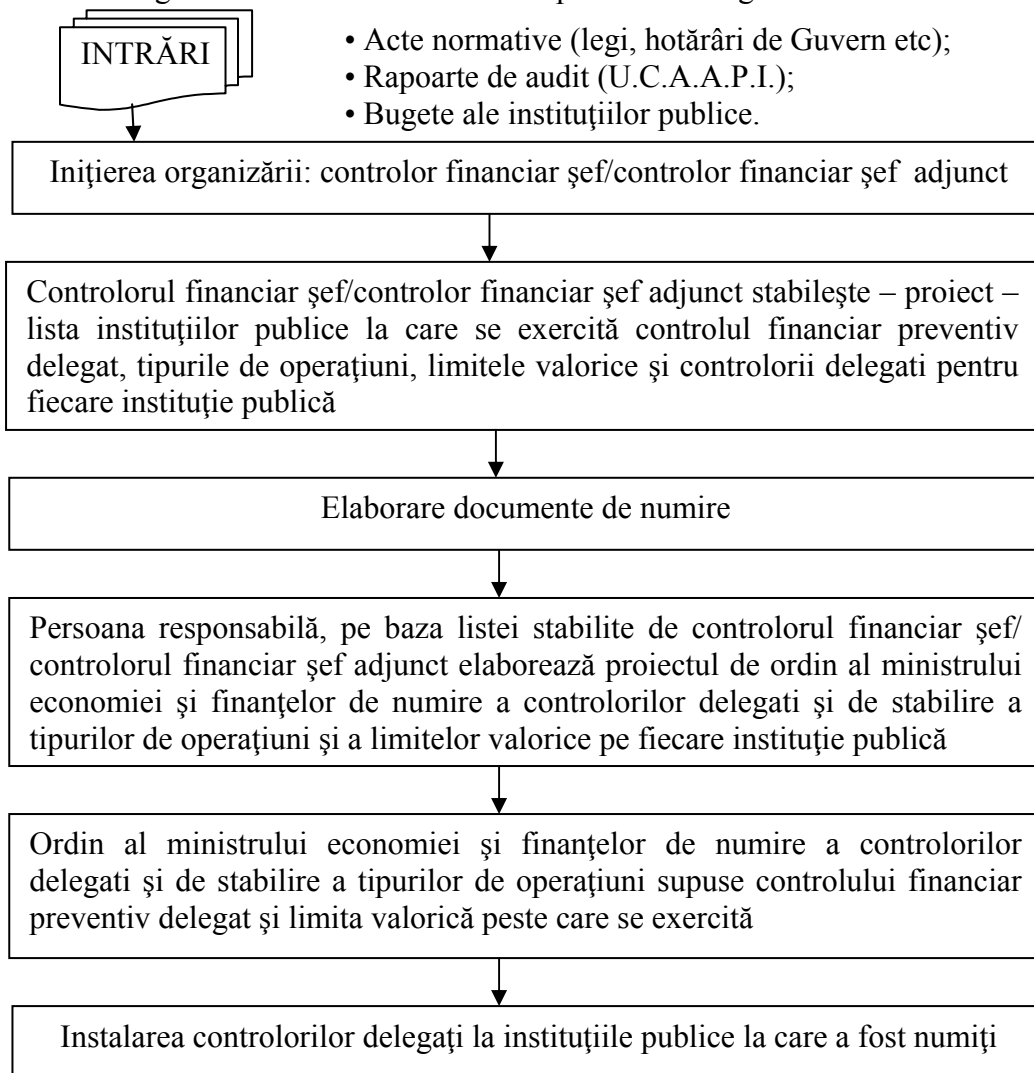 INTRĂRI
• Acte normative (legi, hotărâri de Guvern etc);
• Rapoarte de audit (U.C.A.A.P.I.);
• Bugete ale instituţiilor publice.
Iniţierea organizării: controlor financiar şef/controlor financiar şef adjunct
Controlorul financiar şef/controlor financiar şef adjunct stabileşte – proiect –
lista instituţiilor publice la care se exercită controlul financiar preventiv
delegat, tipurile de operaţiuni, limitele valorice şi controlorii delegati pentru
fiecare instituţie publică
Elaborare documente de numire
Persoana responsabilă, pe baza listei stabilite de controlorul financiar şef/
controlorul financiar şef adjunct elaborează proiectul de ordin al ministrului
economiei şi finanţelor de numire a controlorilor delegati şi de stabilire a
tipurilor de operaţiuni şi a limitelor valorice pe fiecare instituţie publică
Ordin al ministrului economiei şi finanţelor de numire a controlorilor
delegati şi de stabilire a tipurilor de operaţiuni supuse controlului financiar
preventiv delegat şi limita valorică peste care se exercită
Instalarea controlorilor delegaţi la instituţiile publice la care a fost numiţi